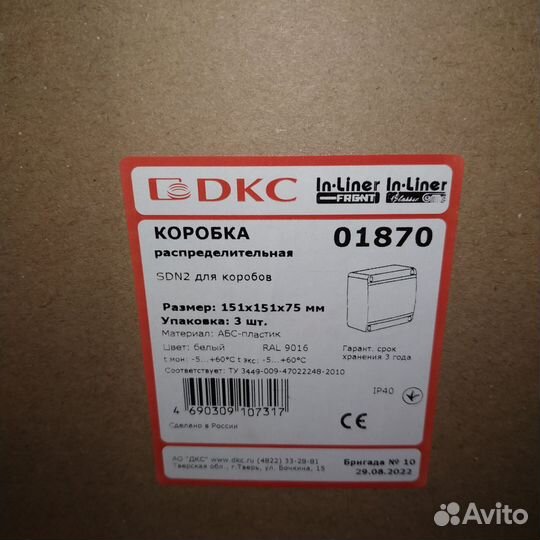 DKC
In-Liner In-Liner
FRONT Classic
КОРОБКА 01870
распределительная
SDN2 для коробов
Размер: 151x151x75 мм
Упаковка: 3 шт.
Материал: АБС-пластик
Цвет: белый RAL 9016
t мон: -5...+60°C t экс: -5...+60°C
Соответствует: ТУ 3449-009-47022248-2010
Гарант. срок
хранения 3 года
IP40
4 690309 107317
CE
Сделано в России
АО "ДКС" www.dkc.ru (4822) 33-28-81
Тверская обл., г.Тверь, ул. Бочкина, 15
Бригада № 10
29.08.2022
Avito